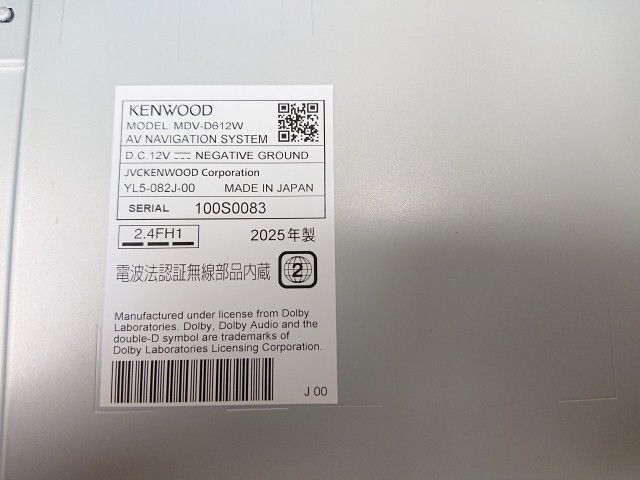 KENWOOD
MODEL: MDV-D612W
AV NAVIGATION SYSTEM
D.C.12V NEGATIVE GROUND
JVCKENWOOD Corporation
YL5-082J-00 MADE IN JAPAN
SERIAL 100S0083
2.4FH1
2025年製
電波法認証無線部品内蔵 2
Manufactured under license from Dolby
Laboratories. Dolby, Dolby Audio and the
double-D symbol are trademarks of
Dolby Laboratories Licensing Corporation.
J 00